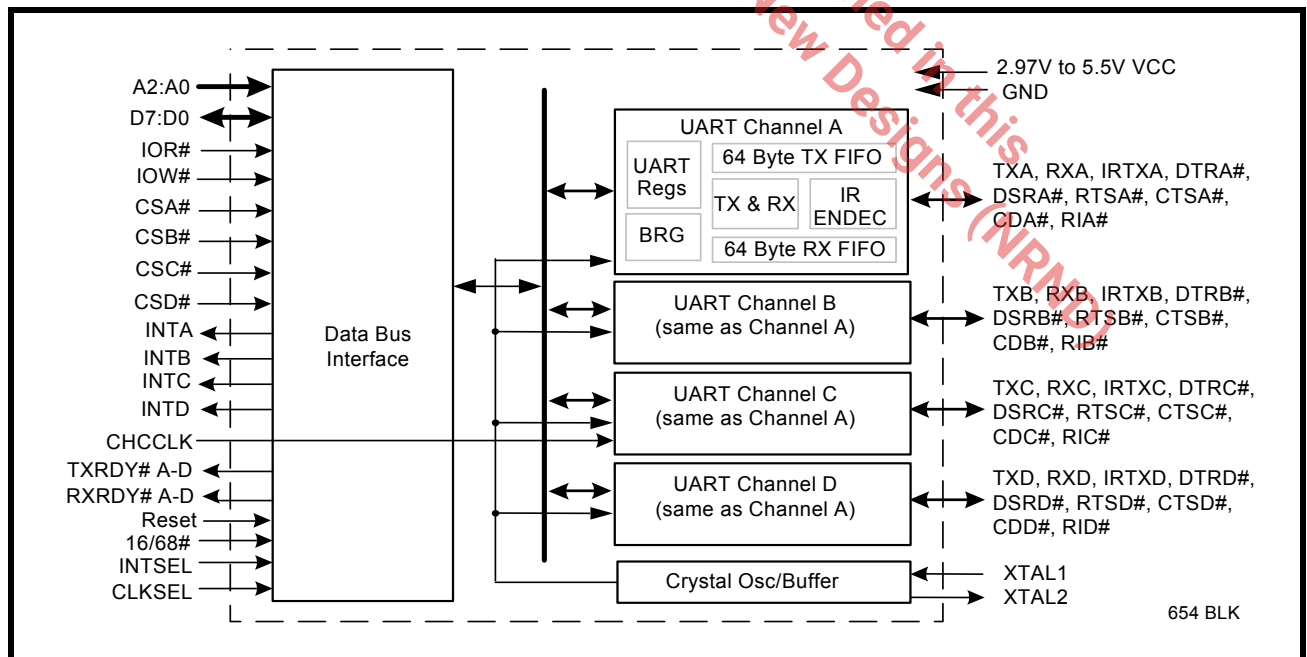 A2:A0
D7:D0
IOR#
IOW#
CSA#
CSB#
CSC#
CSD#
INTA
INTB
INTC
INTD
CHCCLK
TXRDY# A-D
RXRDY# A-D
Reset
16/68#
INTSEL
CLKSEL
Data Bus
Interface
UART Channel A
UART
Regs
BRG
64 Byte TX FIFO
TX & RX
IR
ENDEC
64 Byte RX FIFO
UART Channel B
(same as Channel A)
UART Channel C
(same as Channel A)
UART Channel D
(same as Channel A)
Crystal Osc/Buffer
2.97V to 5.5V VCC
GND
TXA, RXA, IRTXA, DTRA#,
DSRA#, RTSA#, CTSA#,
CDA#, RIA#
TXB, RXB, IRTXB, DTRB#,
DSRB#, RTSB#, CTSB#,
CDB#, RIB#
TXC, RXC, IRTXC, DTRC#,
DSRC#, RTSC#, CTSC#,
CDC#, RIC#
TXD, RXD, IRTXD, DTRD#,
DSRD#, RTSD#, CTSD#,
CDD#, RID#
XTAL1
XTAL2
654 BLK
in this
New Designs (NRND)